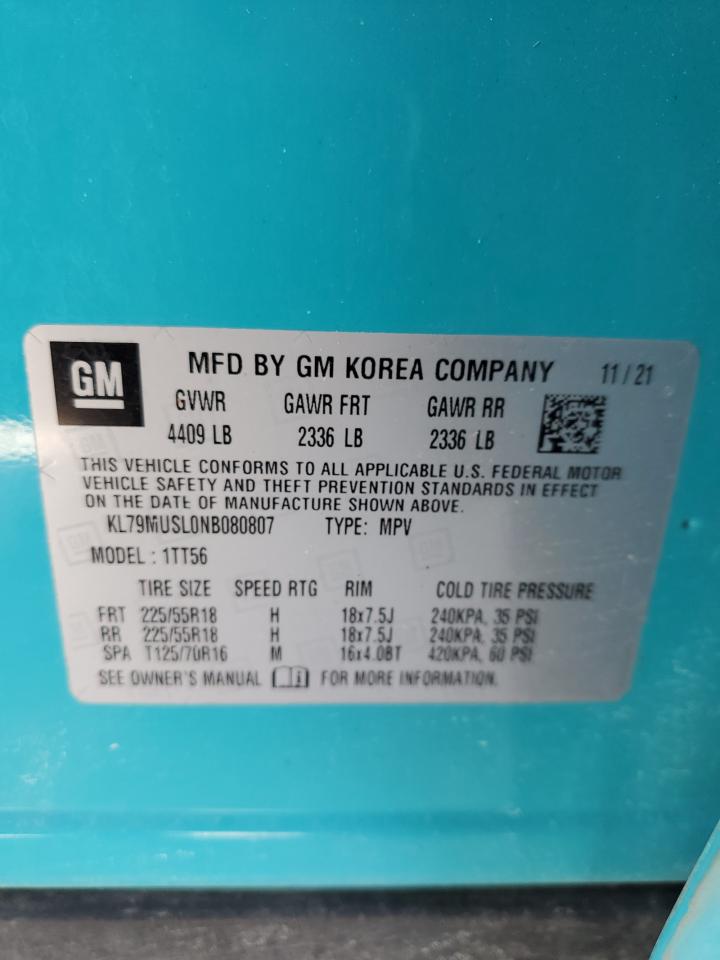 GM MFD BY GM KOREA COMPANY 11/21
GVWR GAWR FRT GAWR RR
4409 LB 2336 LB 2336 LB
THIS VEHICLE CONFORMS TO ALL APPLICABLE U.S. FEDERAL MOTOR
VEHICLE SAFETY AND THEFT PREVENTION STANDARDS IN EFFECT
ON THE DATE OF MANUFACTURE SHOWN ABOVE.
KL79MUSL0NB080807 TYPE: MPV
MODEL : 1TT56
TIRE SIZE SPEED RTG RIM COLD TIRE PRESSURE
FRT 225/55R18 H 18x7.5J 240KPA, 35 PSI
RR 225/55R18 H 18x7.5J 240KPA, 35 PSI
SPA T125/70R16 M 16x4.0BT 420KPA, 60 PSI
SEE OWNER'S MANUAL FOR MORE INFORMATION.